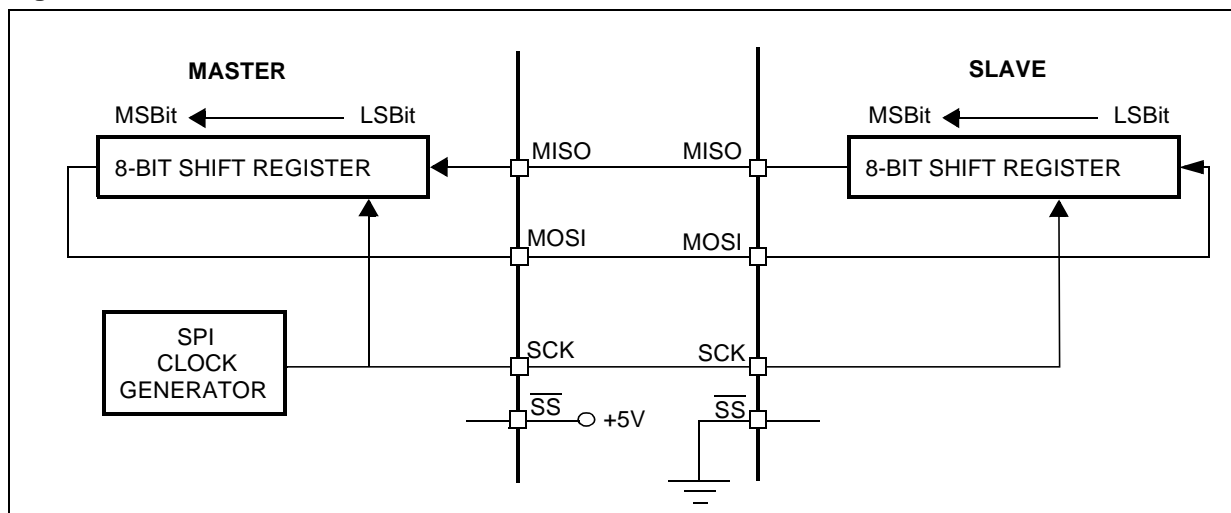 MASTER
SLAVE
MSBit
LSBit
MSBit
LSBit
8-BIT SHIFT REGISTER
MISO
MISO
8-BIT SHIFT REGISTER
MOSI
MOSI
SPI
CLOCK
GENERATOR
SCK
SCK
SS
+5V
SS